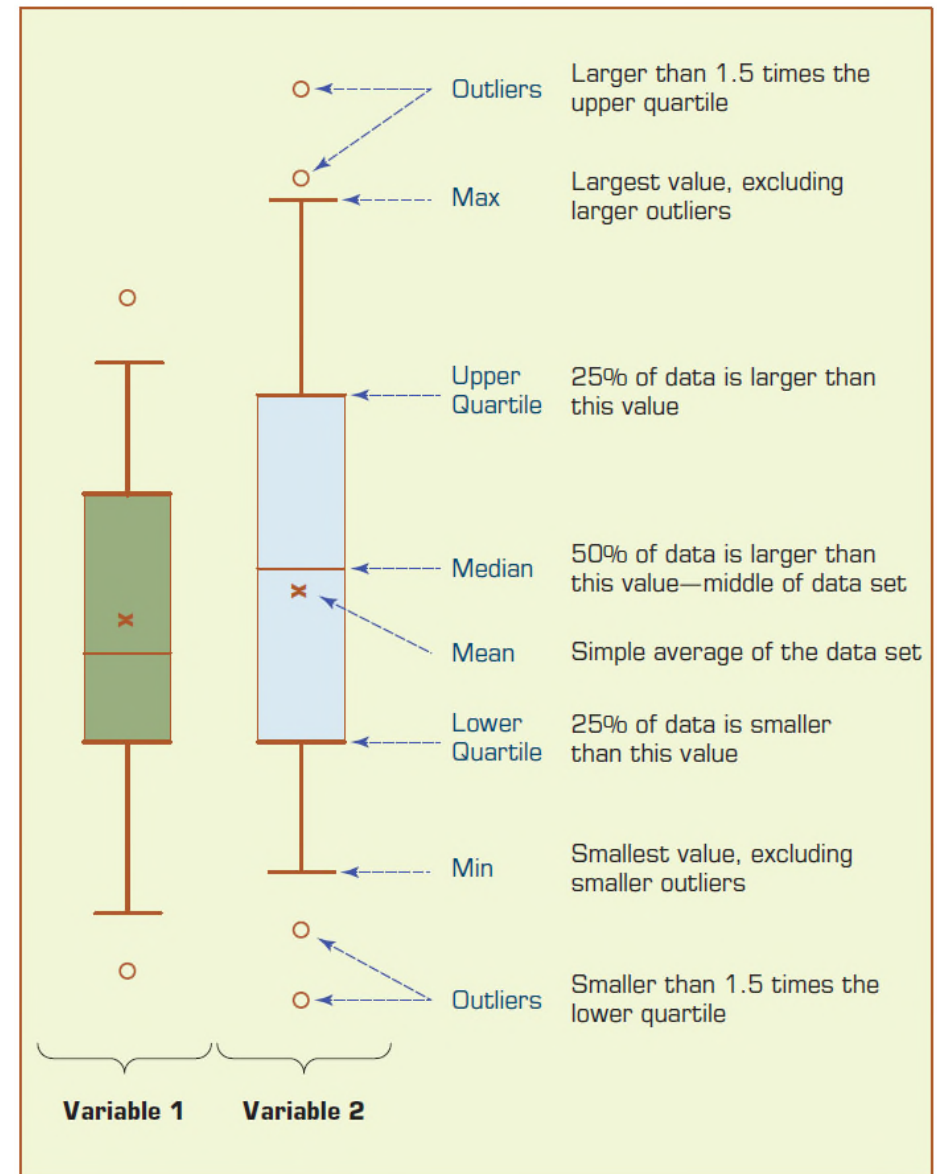 Outliers
Larger than 1.5 times the
upper quartile
Max
Largest value, excluding
larger outliers
Upper
Quartile
25% of data is larger than
this value
Median
50% of data is larger than
this value—middle of data set
Mean
Simple average of the data set
Lower
Quartile
25% of data is smaller
than this value
Min
Smallest value, excluding
smaller outliers
Outliers
Smaller than 1.5 times the
lower quartile
Variable 1
Variable 2